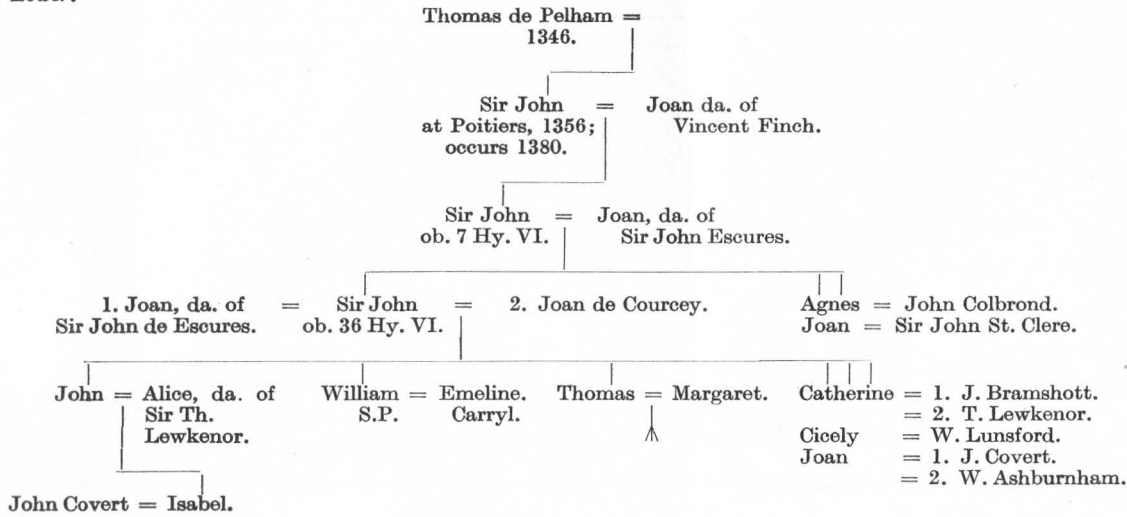 Thomas de Pelham =
1346.
Sir John = Joan da. of
at Poitiers, 1356; Vincent Finch.
occurs 1380.
Sir John = Joan, da. of
ob. 7 Hy. VI. Sir John Escures.
1. Joan, da. of = Sir John = 2. Joan de Courcey. Agnes = John Colbrond.
Sir John de Escures. ob. 36 Hy. VI. Joan = Sir John St. Clere.
John = Alice, da. of William = Emeline. Thomas = Margaret. Catherine = 1. J. Bramshott.
Sir Th. S.P. Carryl. = 2. T. Lewkenor.
Lewkenor. Cicely = W. Lunsford.
Joan = 1. J. Covert.
= 2. W. Ashburnham.
John Covert = Isabel.